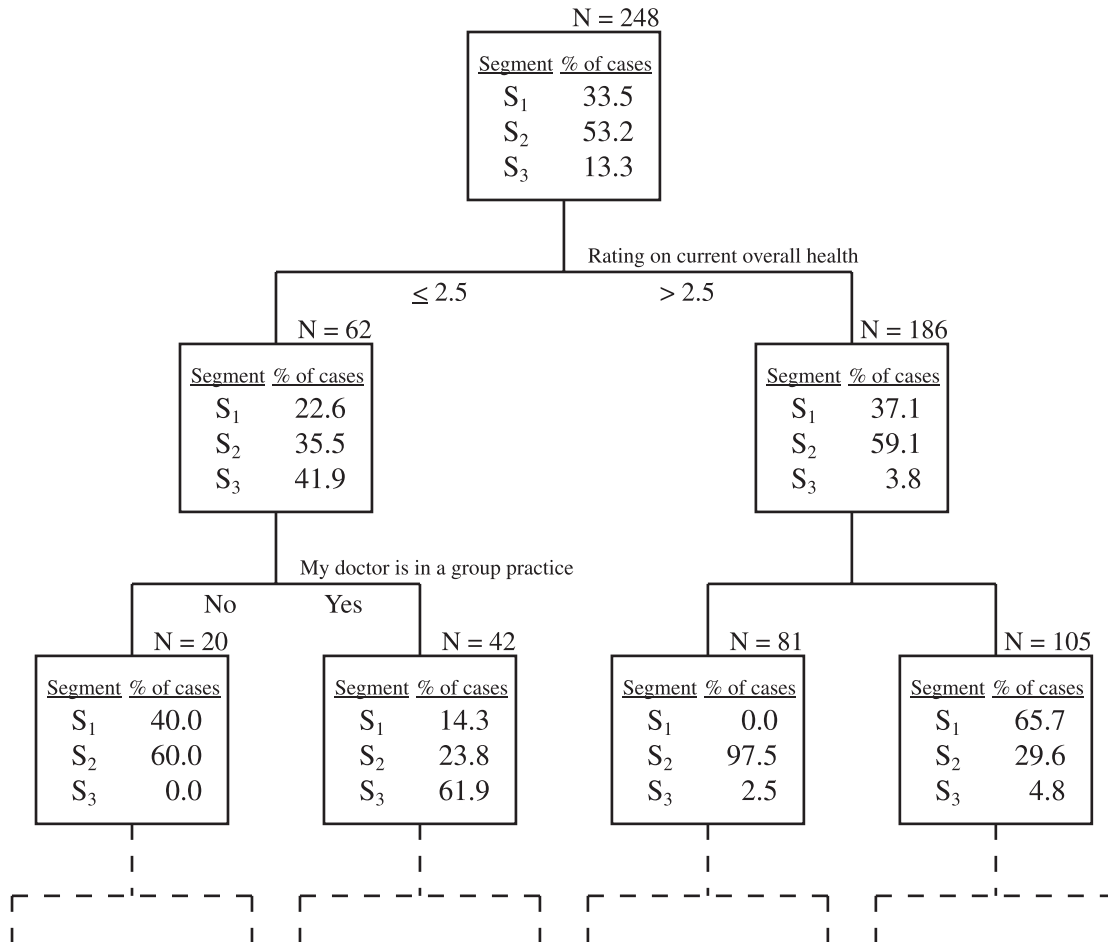 N = 248
Segment % of cases
S₁ 33.5
S₂ 53.2
S₃ 13.3
Rating on current overall health
≤ 2.5 > 2.5
N = 62 N = 186
Segment % of cases Segment % of cases
S₁ 22.6 S₁ 37.1
S₂ 35.5 S₂ 59.1
S₃ 41.9 S₃ 3.8
My doctor is in a group practice
No Yes
N = 20 N = 42 N = 81 N = 105
Segment % of cases Segment % of cases Segment % of cases Segment % of cases
S₁ 40.0 S₁ 14.3 S₁ 0.0 S₁ 65.7
S₂ 60.0 S₂ 23.8 S₂ 97.5 S₂ 29.6
S₃ 0.0 S₃ 61.9 S₃ 2.5 S₃ 4.8